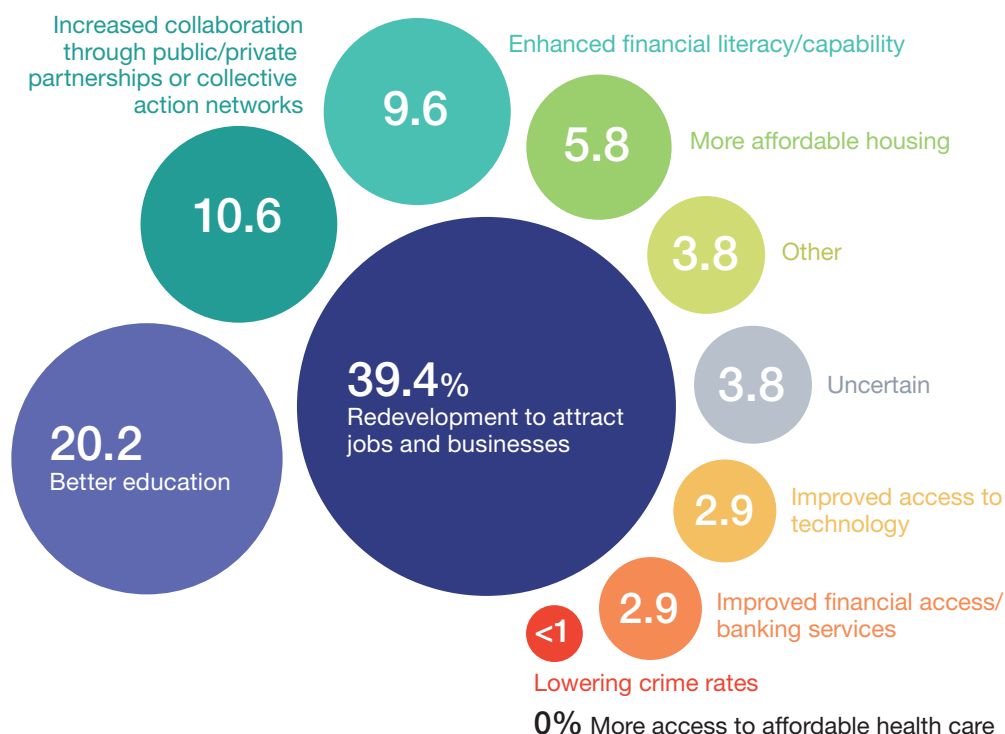 Increased collaboration
through public/private
partnerships or collective
action networks
10.6
9.6
Enhanced financial literacy/capability
5.8
More affordable housing
3.8
Other
3.8
Uncertain
2.9
Improved access to
technology
2.9
Improved financial access/
banking services
<1
Lowering crime rates
0% More access to affordable health care
39.4%
Redevelopment to attract
jobs and businesses
20.2
Better education